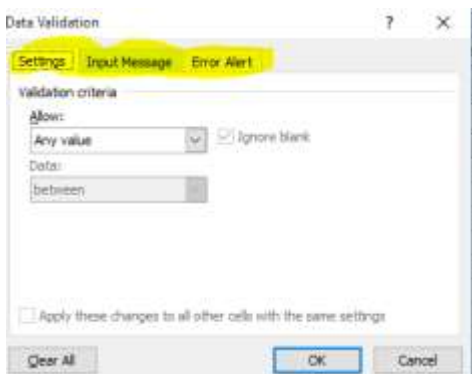 Data Validation ? ×
Settings Input Message Error Alert
Validation criteria
Allow:
Any value Ignore blank
Data:
between
Apply these changes to all other cells with the same settings
Clear All OK Cancel